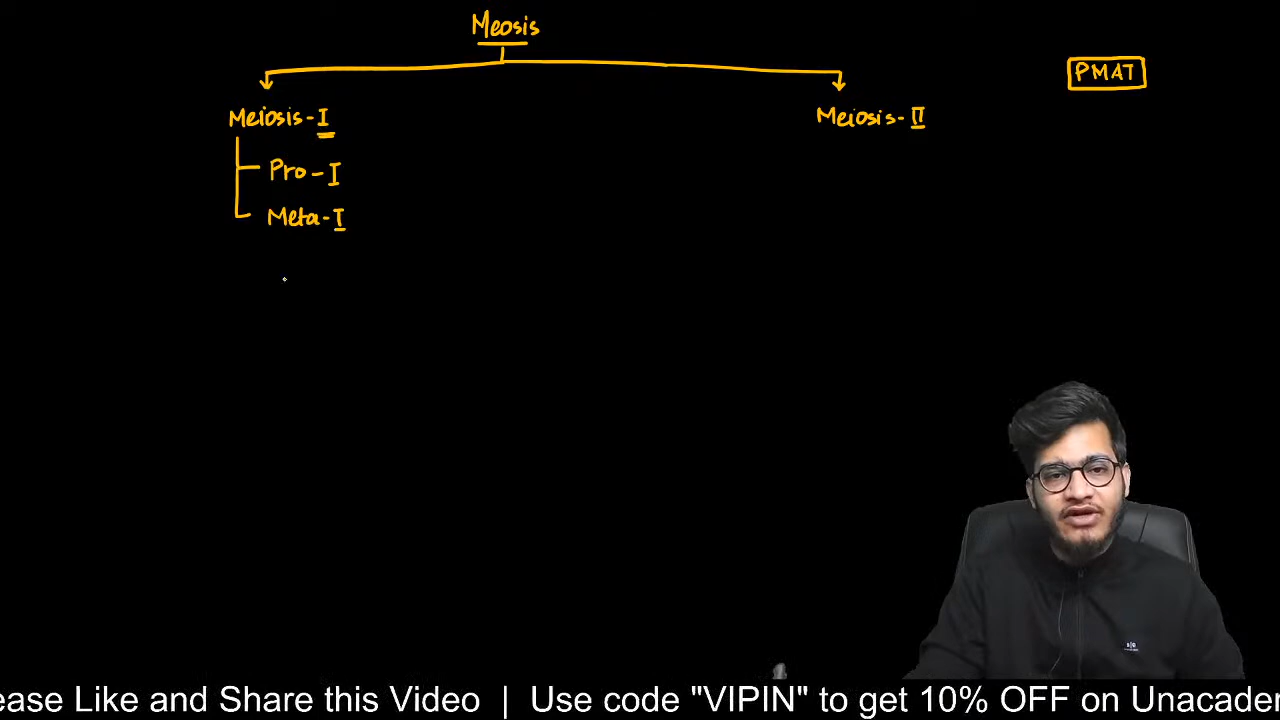 Meosis
PMAT
Meiosis-I
Meiosis-II
Pro-I
Meta-I
ease Like and Share this Video | Use code "VIPIN" to get 10% OFF on Unacader